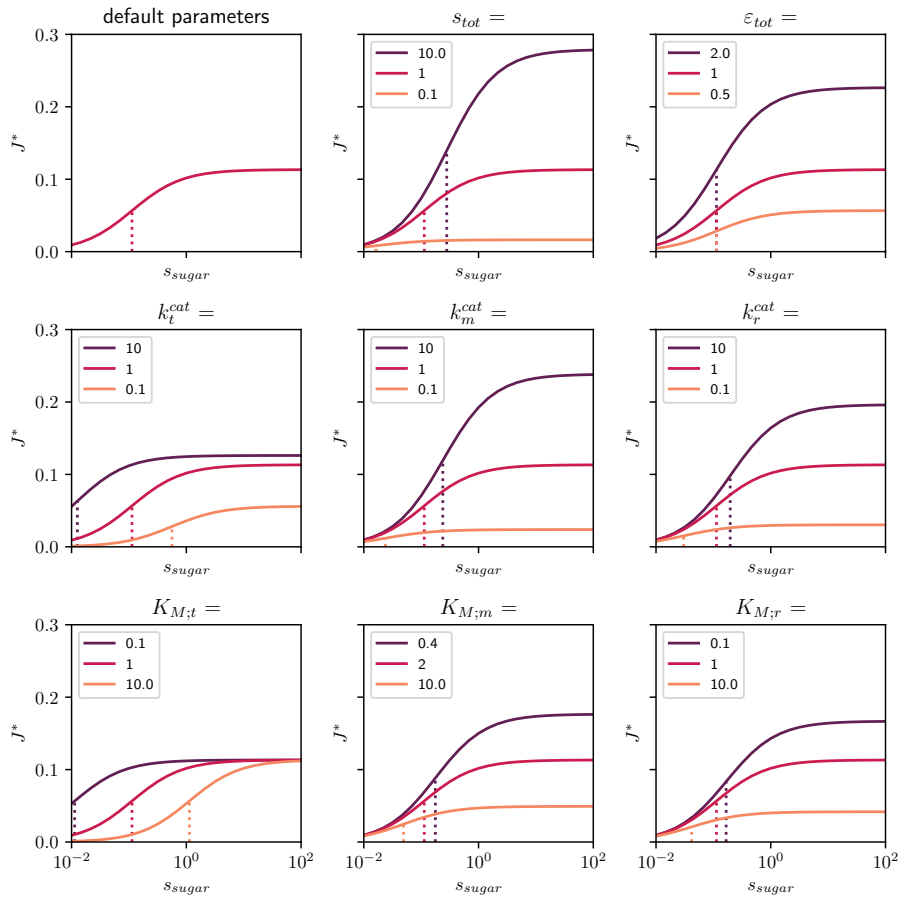 default parameters
0.3
0.2
0.1
0.0
J*
s_sugar
s_tot =
10.0
1
0.1
J*
s_sugar
ε_tot =
2.0
1
0.5
J*
s_sugar
k_t^cat =
0.3
0.2
0.1
0.0
10
1
0.1
J*
s_sugar
k_m^cat =
10
1
0.1
J*
s_sugar
k_r^cat =
10
1
0.1
J*
s_sugar
K_M;t =
0.3
0.2
0.1
0.0
0.1
1
10.0
J*
10^−2 10^0 10^2
s_sugar
K_M;m =
0.4
2
10.0
J*
10^−2 10^0 10^2
s_sugar
K_M;r =
0.1
1
10.0
J*
10^−2 10^0 10^2
s_sugar